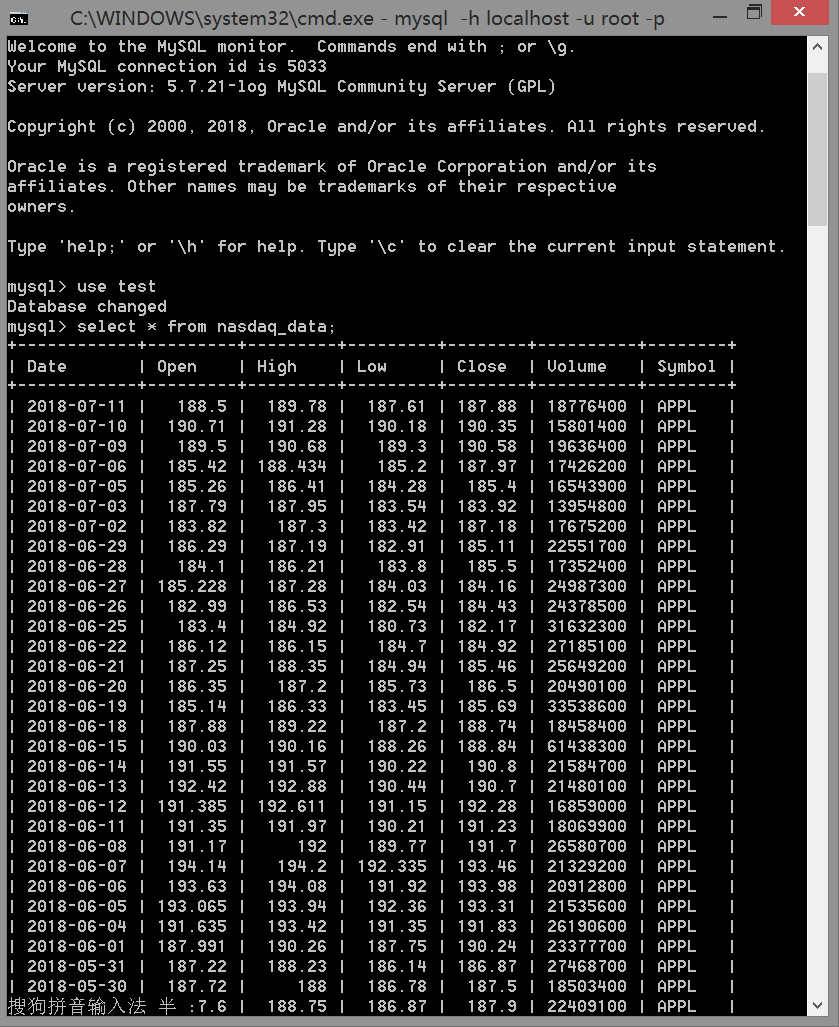 C:\WINDOWS\system32\cmd.exe - mysql  -h localhost -u root -p
Welcome to the MySQL monitor.  Commands end with ; or \g.
Your MySQL connection id is 5033
Server version: 5.7.21-log MySQL Community Server (GPL)
Copyright (c) 2000, 2018, Oracle and/or its affiliates. All rights reserved.
Oracle is a registered trademark of Oracle Corporation and/or its
affiliates. Other names may be trademarks of their respective
owners.
Type 'help;' or '\h' for help. Type '\c' to clear the current input statement.
mysql> use test
Database changed
mysql> select * from nasdaq_data;
+------------+---------+---------+---------+--------+----------+--------+
| Date       | Open    | High    | Low     | Close  | Volume   | Symbol |
+------------+---------+---------+---------+--------+----------+--------+
| 2018-07-11 |   188.5 |  189.78 |  187.61 | 187.88 | 18776400 | APPL   |
| 2018-07-10 |  190.71 |  191.28 |  190.18 | 190.35 | 15801400 | APPL   |
| 2018-07-09 |   189.5 |  190.68 |   189.3 | 190.58 | 19636400 | APPL   |
| 2018-07-06 |  185.42 | 188.434 |   185.2 | 187.97 | 17426200 | APPL   |
| 2018-07-05 |  185.26 |  186.41 |  184.28 |  185.4 | 16543900 | APPL   |
| 2018-07-03 |  187.79 |  187.95 |  183.54 | 183.92 | 13954800 | APPL   |
| 2018-07-02 |  183.82 |   187.3 |  183.42 | 187.18 | 17675200 | APPL   |
| 2018-06-29 |  186.29 |  187.19 |  182.91 | 185.11 | 22551700 | APPL   |
| 2018-06-28 |   184.1 |  186.21 |   183.8 |  185.5 | 17352400 | APPL   |
| 2018-06-27 | 185.228 |  187.28 |  184.03 | 184.16 | 24987300 | APPL   |
| 2018-06-26 |  182.99 |  186.53 |  182.54 | 184.43 | 24378500 | APPL   |
| 2018-06-25 |   183.4 |  184.92 |  180.73 | 182.17 | 31632300 | APPL   |
| 2018-06-22 |  186.12 |  186.15 |   184.7 | 184.92 | 27185100 | APPL   |
| 2018-06-21 |  187.25 |  188.35 |  184.94 | 185.46 | 25649200 | APPL   |
| 2018-06-20 |  186.35 |   187.2 |  185.73 |  186.5 | 20490100 | APPL   |
| 2018-06-19 |  185.14 |  186.33 |  183.45 | 185.69 | 33538600 | APPL   |
| 2018-06-18 |  187.88 |  189.22 |   187.2 | 188.74 | 18458400 | APPL   |
| 2018-06-15 |  190.03 |  190.16 |  188.26 | 188.84 | 61438300 | APPL   |
| 2018-06-14 |  191.55 |  191.57 |  190.22 |  190.8 | 21584700 | APPL   |
| 2018-06-13 |  192.42 |  192.88 |  190.44 |  190.7 | 21480100 | APPL   |
| 2018-06-12 | 191.385 | 192.611 |  191.15 | 192.28 | 16859000 | APPL   |
| 2018-06-11 |  191.35 |  191.97 |  190.21 | 191.23 | 18069900 | APPL   |
| 2018-06-08 |  191.17 |     192 |  189.77 |  191.7 | 26580700 | APPL   |
| 2018-06-07 |  194.14 |   194.2 | 192.335 | 193.46 | 21329200 | APPL   |
| 2018-06-06 |  193.63 |  194.08 |  191.92 | 193.98 | 20912800 | APPL   |
| 2018-06-05 | 193.065 |  193.94 |  192.36 | 193.31 | 21535600 | APPL   |
| 2018-06-04 | 191.635 |  193.42 |  191.35 | 191.83 | 26190600 | APPL   |
| 2018-06-01 | 187.991 |  190.26 |  187.75 | 190.24 | 23377700 | APPL   |
| 2018-05-31 |  187.22 |  188.23 |  186.14 | 186.87 | 27468700 | APPL   |
| 2018-05-30 |  187.72 |     188 |  186.78 |  187.5 | 18503400 | APPL   |
搜狗拼音输入法 半 :7.6 |  188.75 |  186.87 |  187.9 | 22409100 | APPL   |